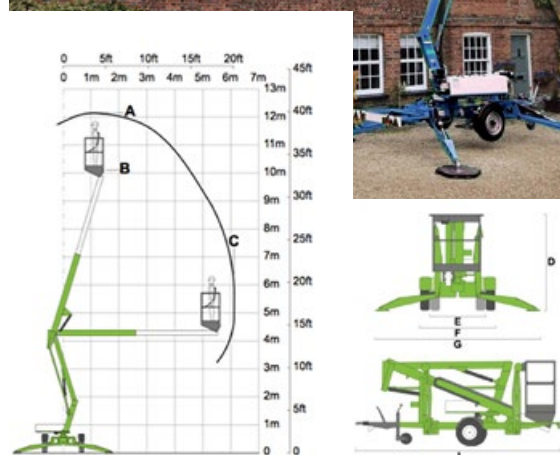 0 5ft 10ft 15ft 20ft
0 1m 2m 3m 4m 5m 6m 7m
45ft
13m
40ft
12m
A
11m
35ft
B
10m
30ft
9m
8m
25ft
C
7m
6m
20ft
5m
15ft
4m
3m
10ft
2m
5ft
1m
0 0
D
E
F
G